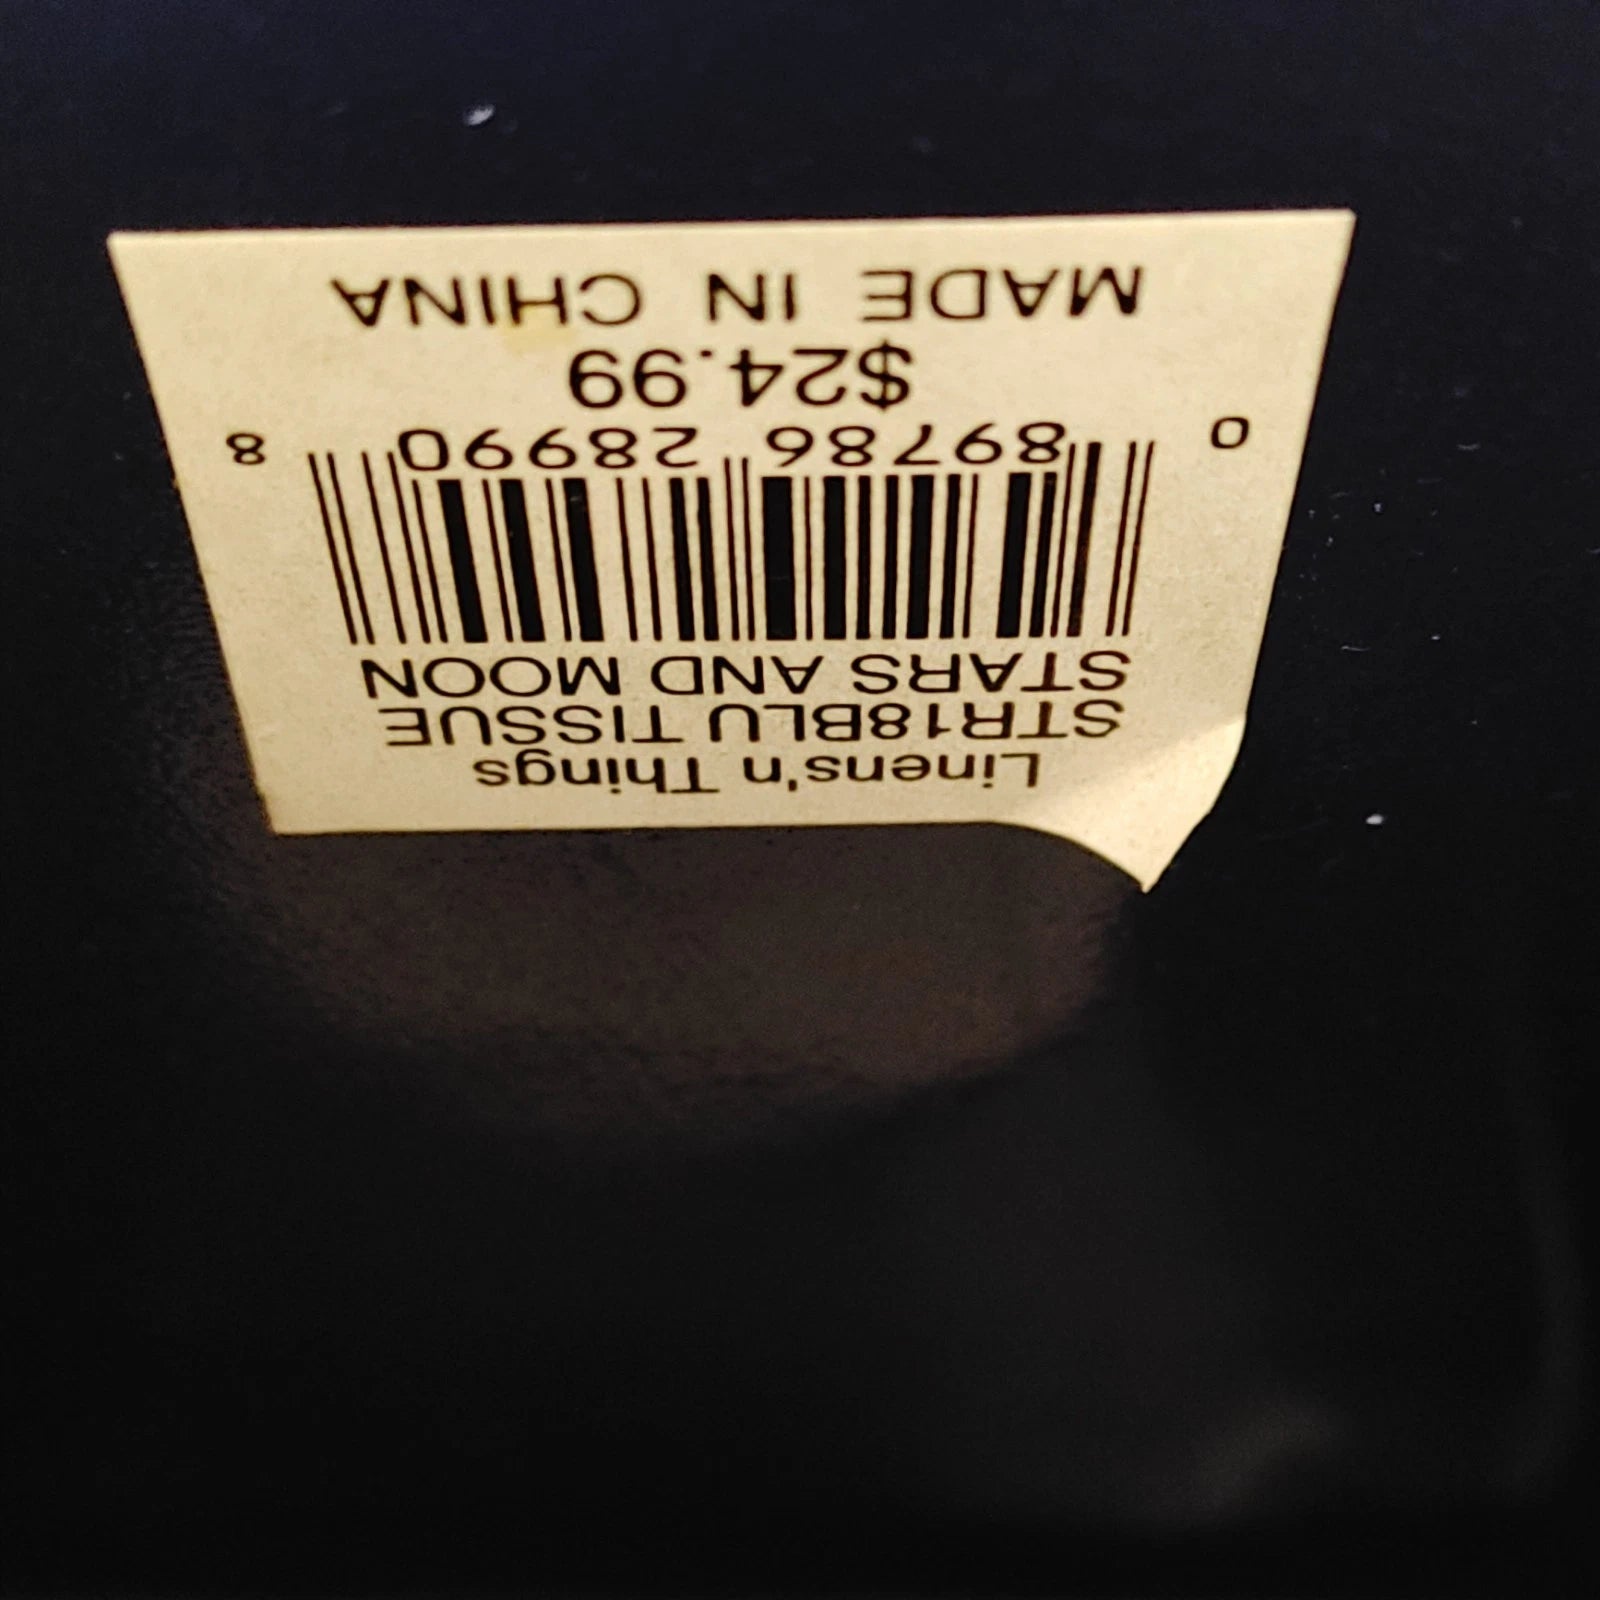 Linens'n Things
STR18BLU TISSUE
STARS AND MOON
0 89786 28990 8
$24.99
MADE IN CHINA